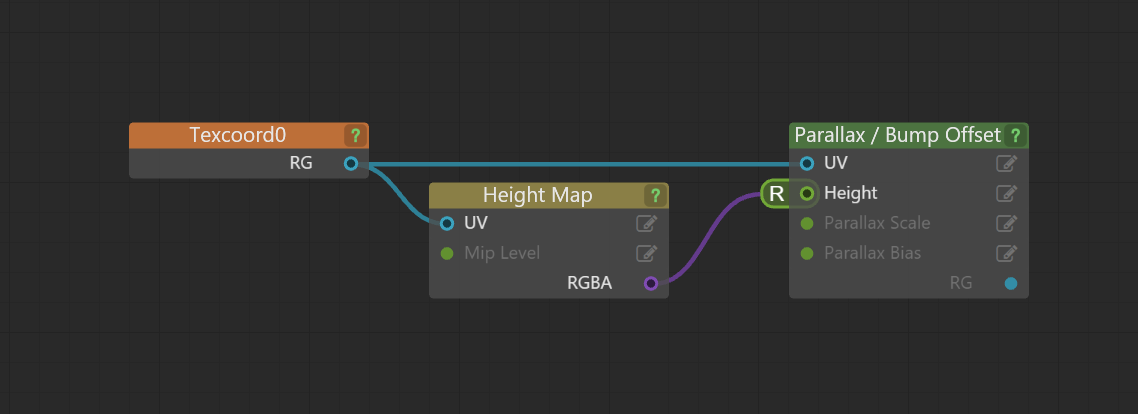 Texcoord0 ?
RG
Height Map ?
UV
Mip Level
RGBA
Parallax / Bump Offset ?
UV
R Height
Parallax Scale
Parallax Bias
RG